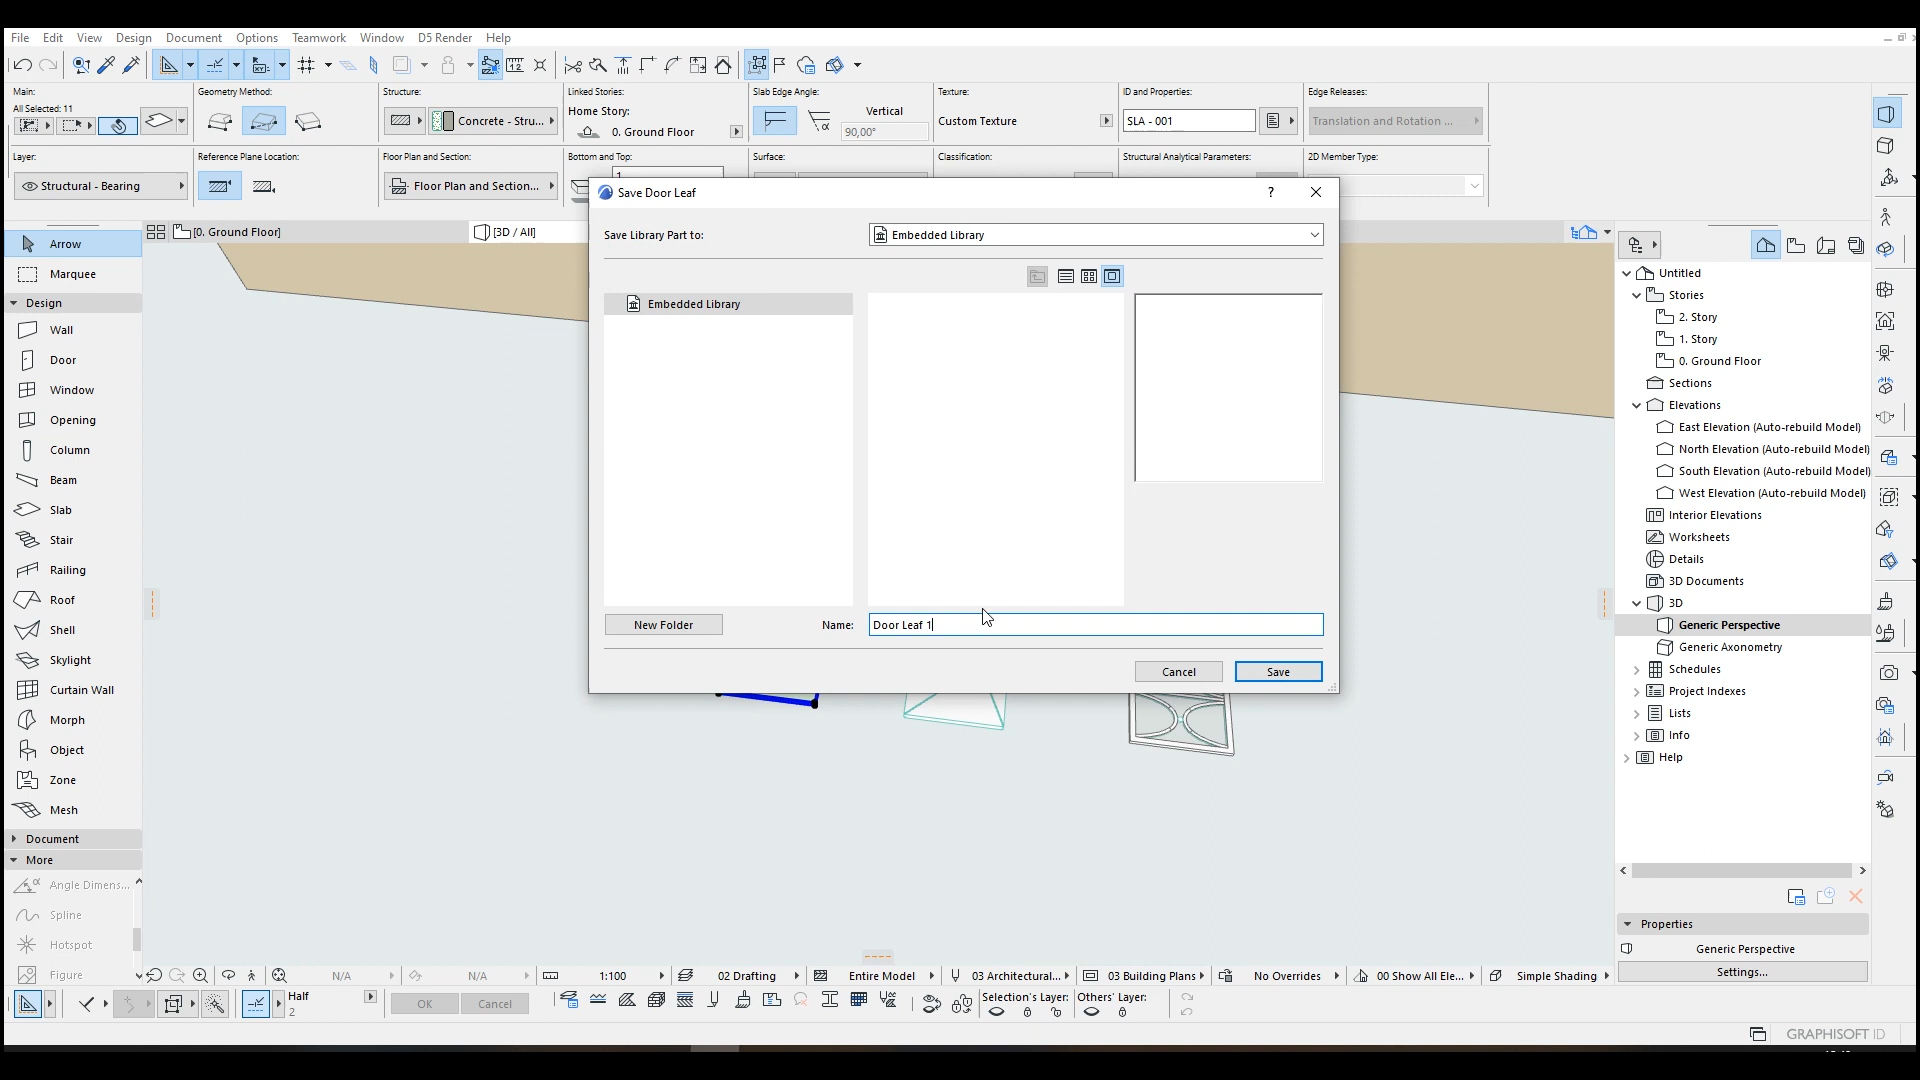 File Edit View Design Document Options Teamwork Window D5 Render Help
Main:
All Selected: 11
Geometry Method:
Structure:
Concrete - Stru...
Linked Stories:
Home Story:
0. Ground Floor
Slab Edge Angle:
Vertical
90,00°
Texture:
Custom Texture
ID and Properties:
SLA - 001
Edge Releases:
Translation and Rotation ...
Layer:
Structural - Bearing
Reference Plane Location:
Floor Plan and Section:
Floor Plan and Section...
Bottom and Top:
Surface:
Classification:
Structural Analytical Parameters:
2D Member Type:
[0. Ground Floor]
[3D / All]
Arrow
Marquee
Design
Wall
Door
Window
Opening
Column
Beam
Slab
Stair
Railing
Roof
Shell
Skylight
Curtain Wall
Morph
Object
Zone
Mesh
Document
More
Angle Dimens...
Spline
Hotspot
Figure
Save Door Leaf
?
Save Library Part to:
Embedded Library
Embedded Library
New Folder
Name:
Door Leaf 1
Cancel
Save
Untitled
Stories
2. Story
1. Story
0. Ground Floor
Sections
Elevations
East Elevation (Auto-rebuild Model)
North Elevation (Auto-rebuild Model)
South Elevation (Auto-rebuild Model)
West Elevation (Auto-rebuild Model)
Interior Elevations
Worksheets
Details
3D Documents
3D
Generic Perspective
Generic Axonometry
Schedules
Project Indexes
Lists
Info
Help
Properties
Generic Perspective
Settings...
N/A
N/A
1:100
02 Drafting
Entire Model
03 Architectural...
03 Building Plans
No Overrides
00 Show All Ele...
Simple Shading
Half
2
OK
Cancel
Selection's Layer:
Others' Layer:
GRAPHISOFT ID